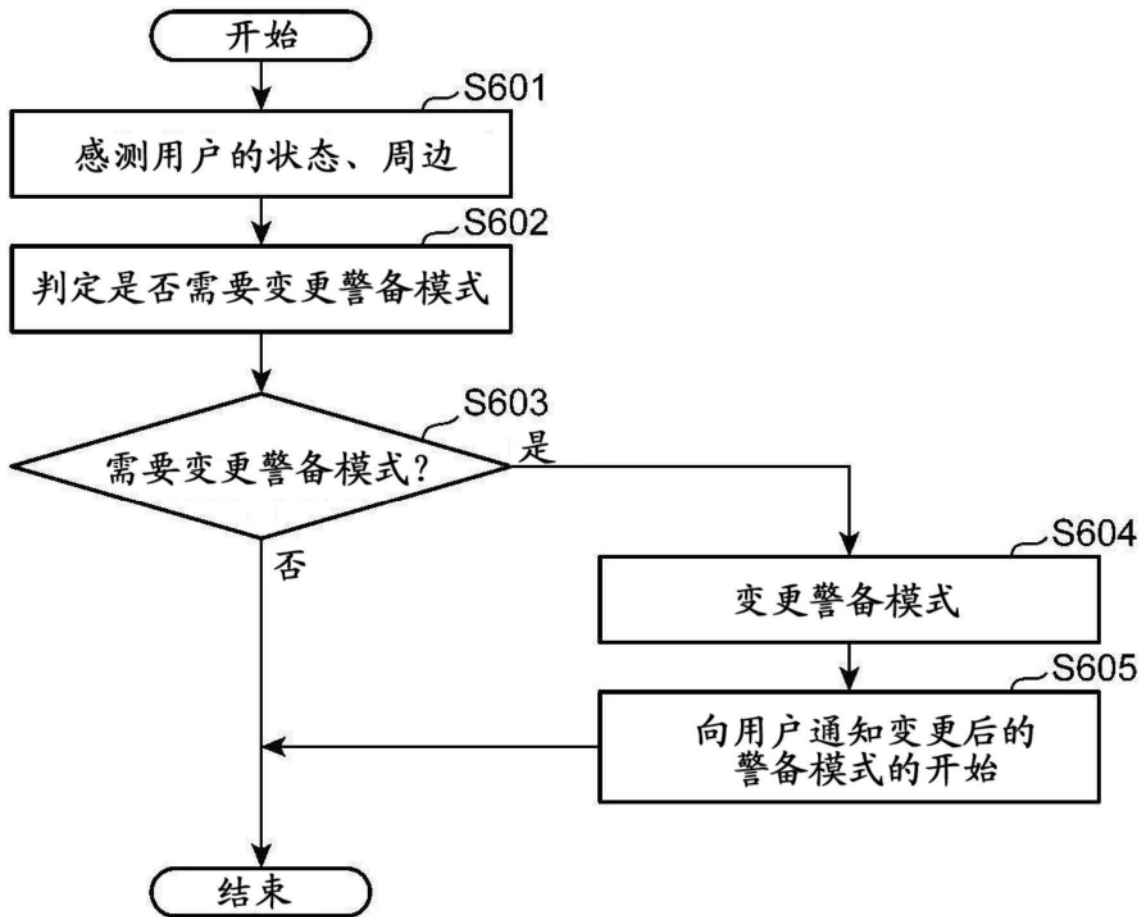 开始
S601
感测用户的状态、周边
S602
判定是否需要变更警备模式
S603
需要变更警备模式?
是
否
S604
变更警备模式
S605
向用户通知变更后的
警备模式的开始
结束